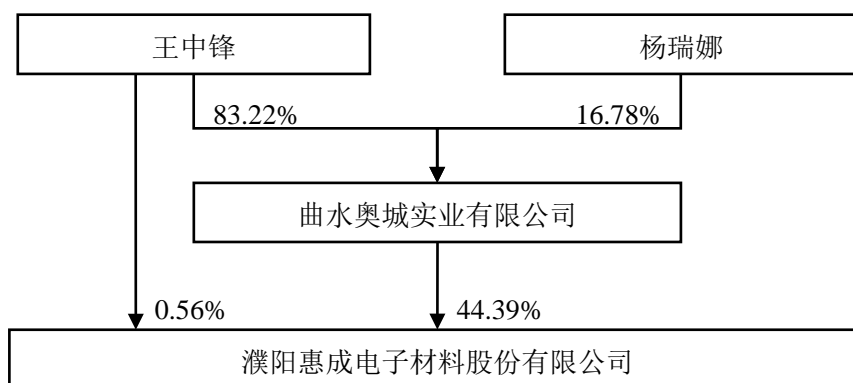 王中锋
杨瑞娜
83.22%
16.78%
曲水奥城实业有限公司
0.56%
44.39%
濮阳惠成电子材料股份有限公司